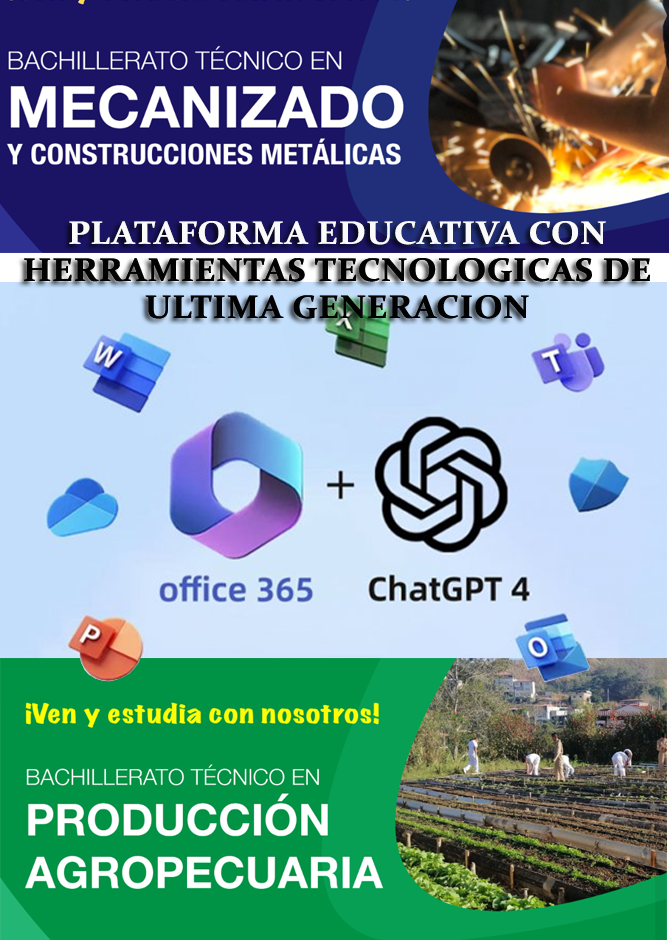 BACHILLERATO TÉCNICO EN
MECANIZADO
Y CONSTRUCCIONES METÁLICAS
PLATAFORMA EDUCATIVA CON
HERRAMIENTAS TECNOLOGICAS DE
ULTIMA GENERACION
X
W
T
+
office 365
ChatGPT 4
P
O
¡Ven y estudia con nosotros!
BACHILLERATO TÉCNICO EN
PRODUCCIÓN
AGROPECUARIA